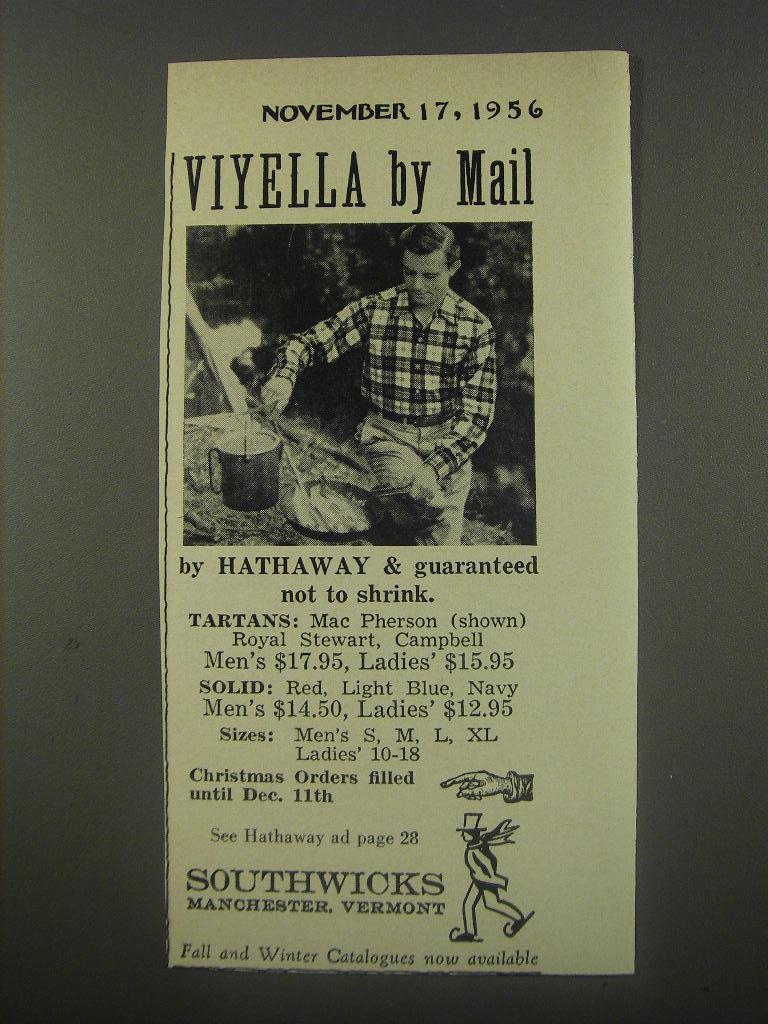 NOVEMBER 17, 1956
VIYELLA by Mail
by HATHAWAY & guaranteed
not to shrink.
TARTANS: Mac Pherson (shown)
Royal Stewart, Campbell
Men's $17.95, Ladies' $15.95
SOLID: Red, Light Blue, Navy
Men's $14.50, Ladies' $12.95
Sizes: Men's S, M, L, XL
Ladies' 10-18
Christmas Orders filled
until Dec. 11th
See Hathaway ad page 28
SOUTHWICKS
MANCHESTER, VERMONT
Fall and Winter Catalogues now available